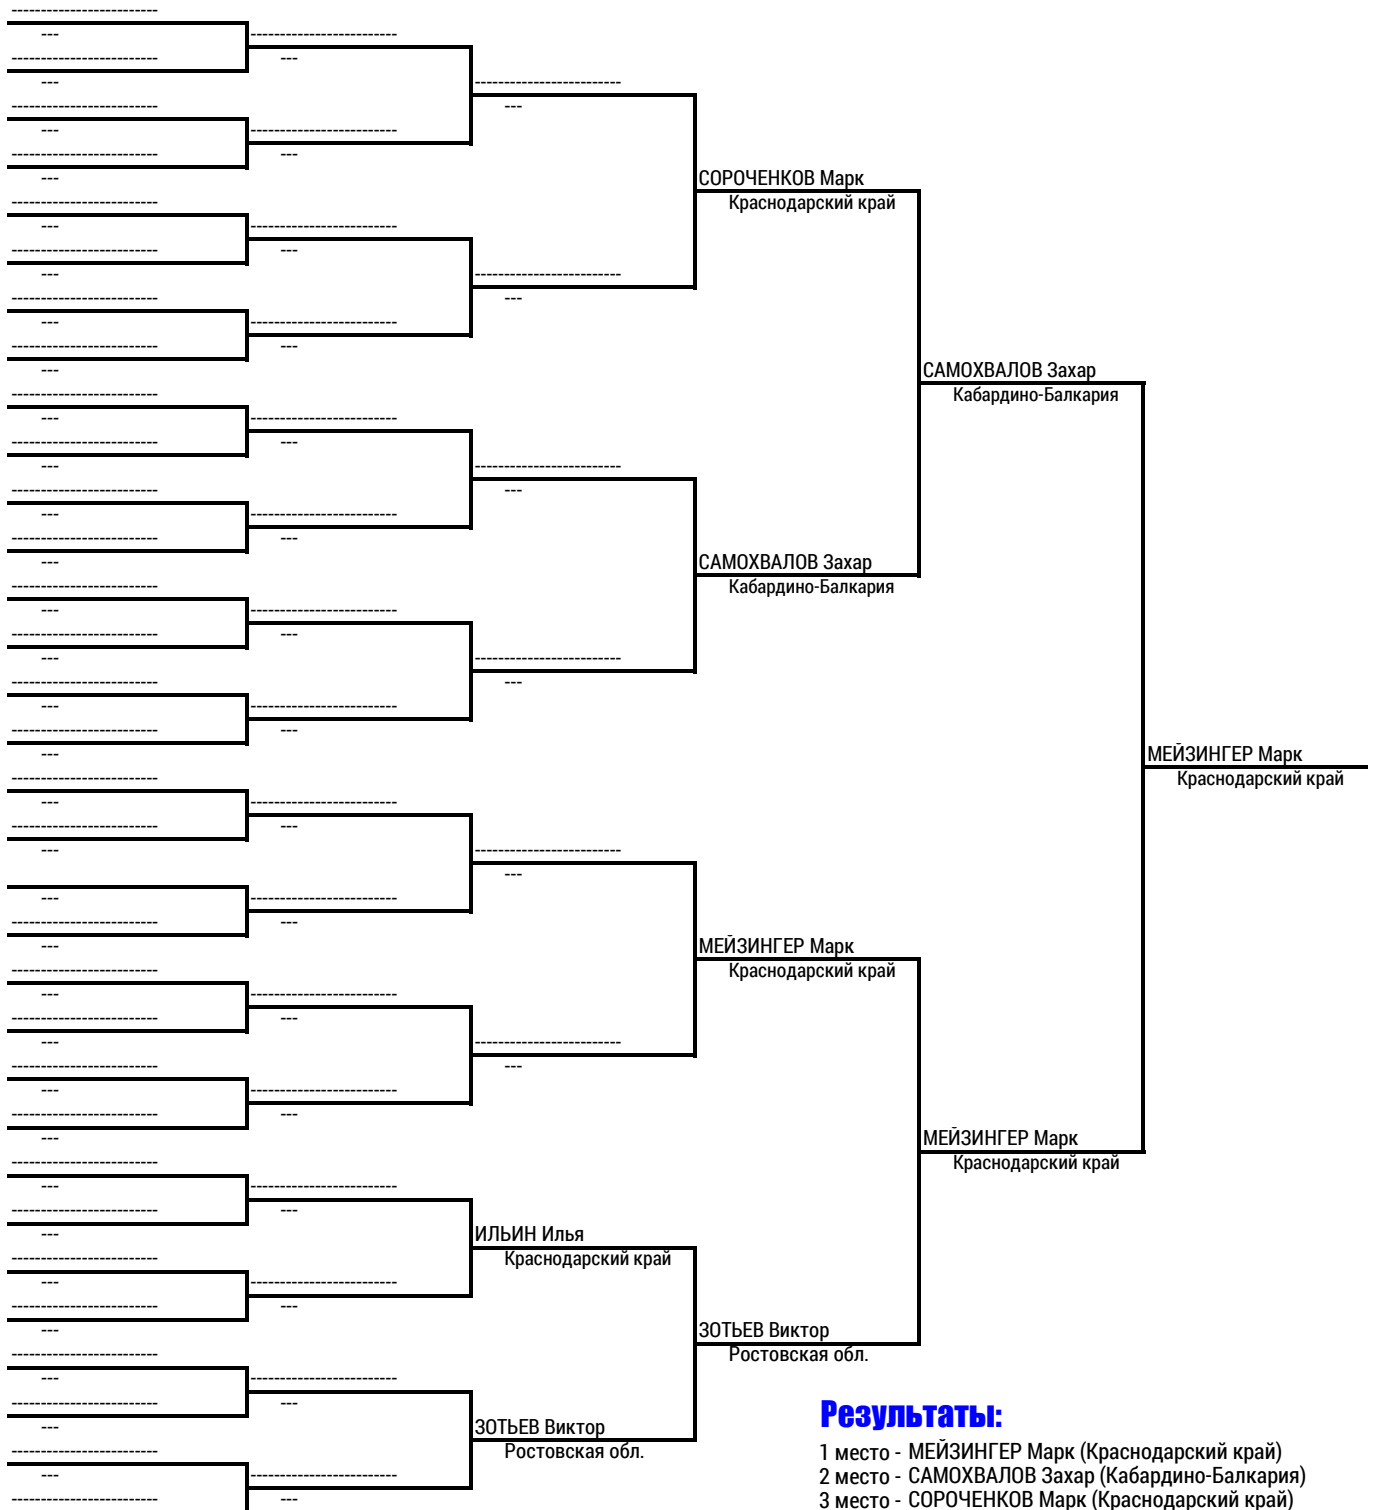 СОРОЧЕНКОВ Марк
Краснодарский край
САМОХВАЛОВ Захар
Кабардино-Балкария
САМОХВАЛОВ Захар
Кабардино-Балкария
МЕЙЗИНГЕР Марк
Краснодарский край
МЕЙЗИНГЕР Марк
Краснодарский край
МЕЙЗИНГЕР Марк
Краснодарский край
ИЛЬИН Илья
Краснодарский край
ЗОТЬЕВ Виктор
Ростовская обл.
ЗОТЬЕВ Виктор
Ростовская обл.
Результаты:
1 место - МЕЙЗИНГЕР Марк (Краснодарский край)
2 место - САМОХВАЛОВ Захар (Кабардино-Балкария)
3 место - СОРОЧЕНКОВ Марк (Краснодарский край)